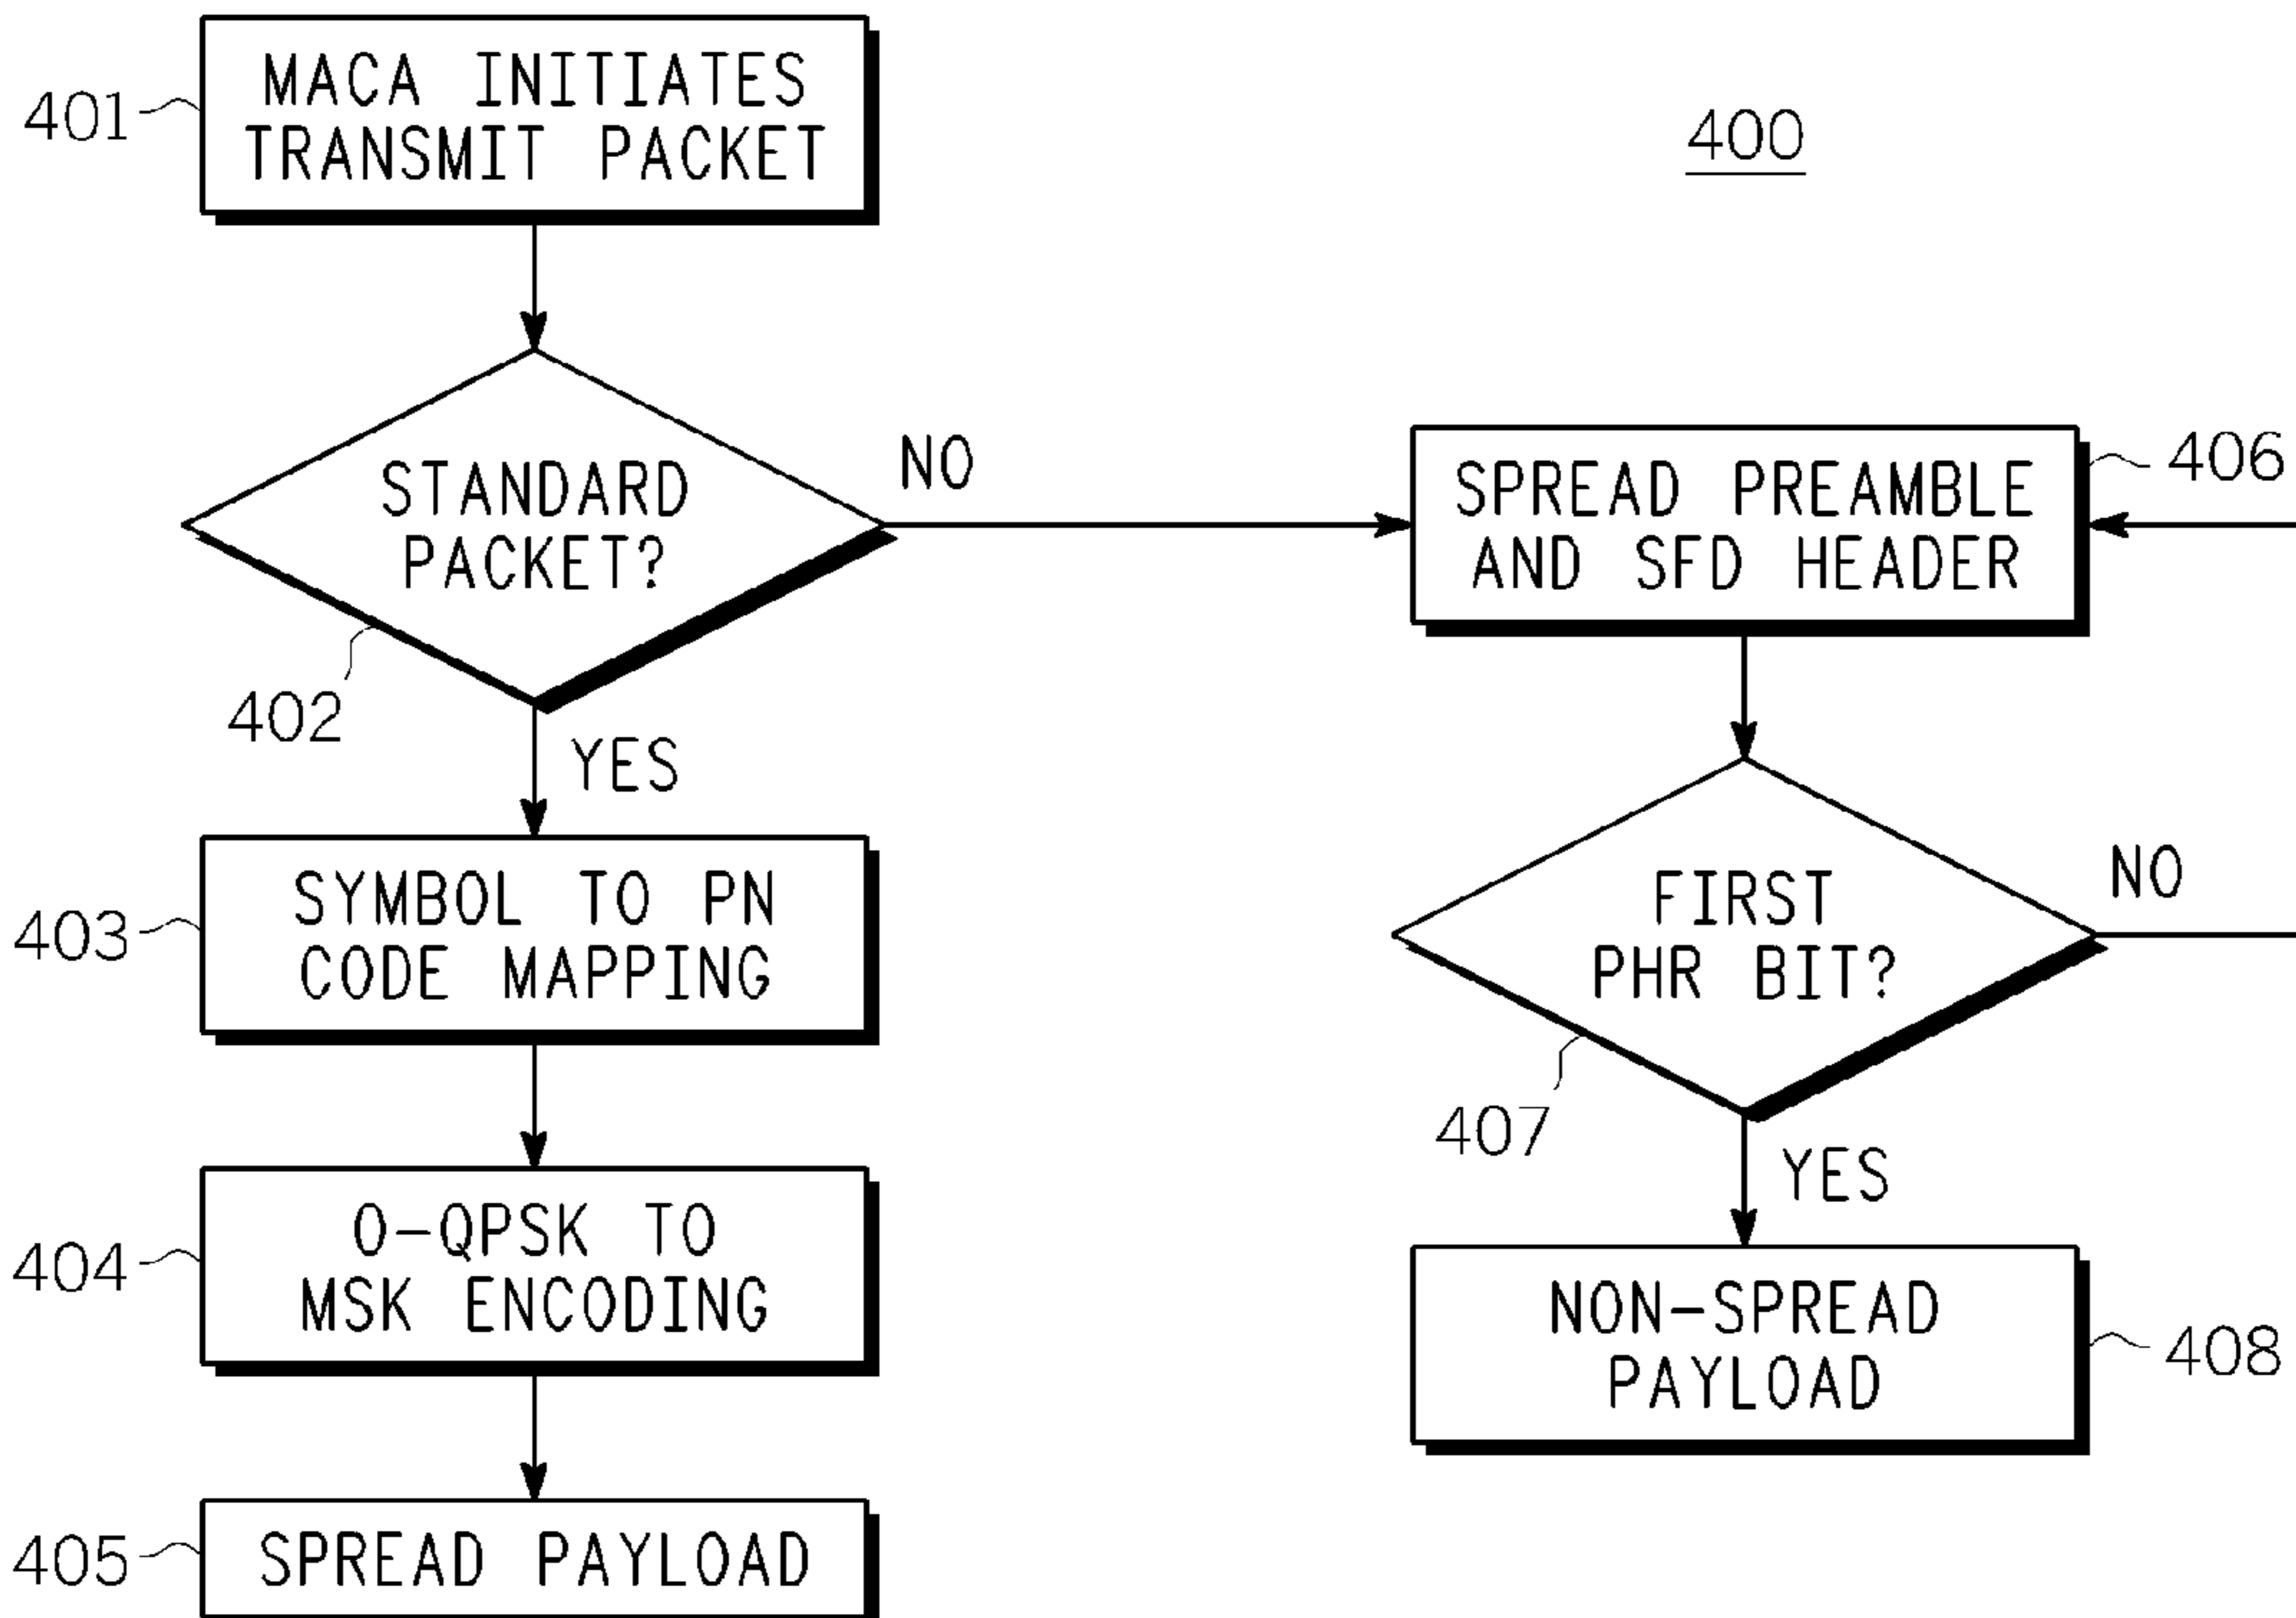 401
MACA INITIATES
TRANSMIT PACKET
400
STANDARD
PACKET?
NO
402
YES
SPREAD PREAMBLE
AND SFD HEADER
406
FIRST
PHR BIT?
NO
407
YES
403
SYMBOL TO PN
CODE MAPPING
404
O-QPSK TO
MSK ENCODING
NON-SPREAD
PAYLOAD
408
405
SPREAD PAYLOAD